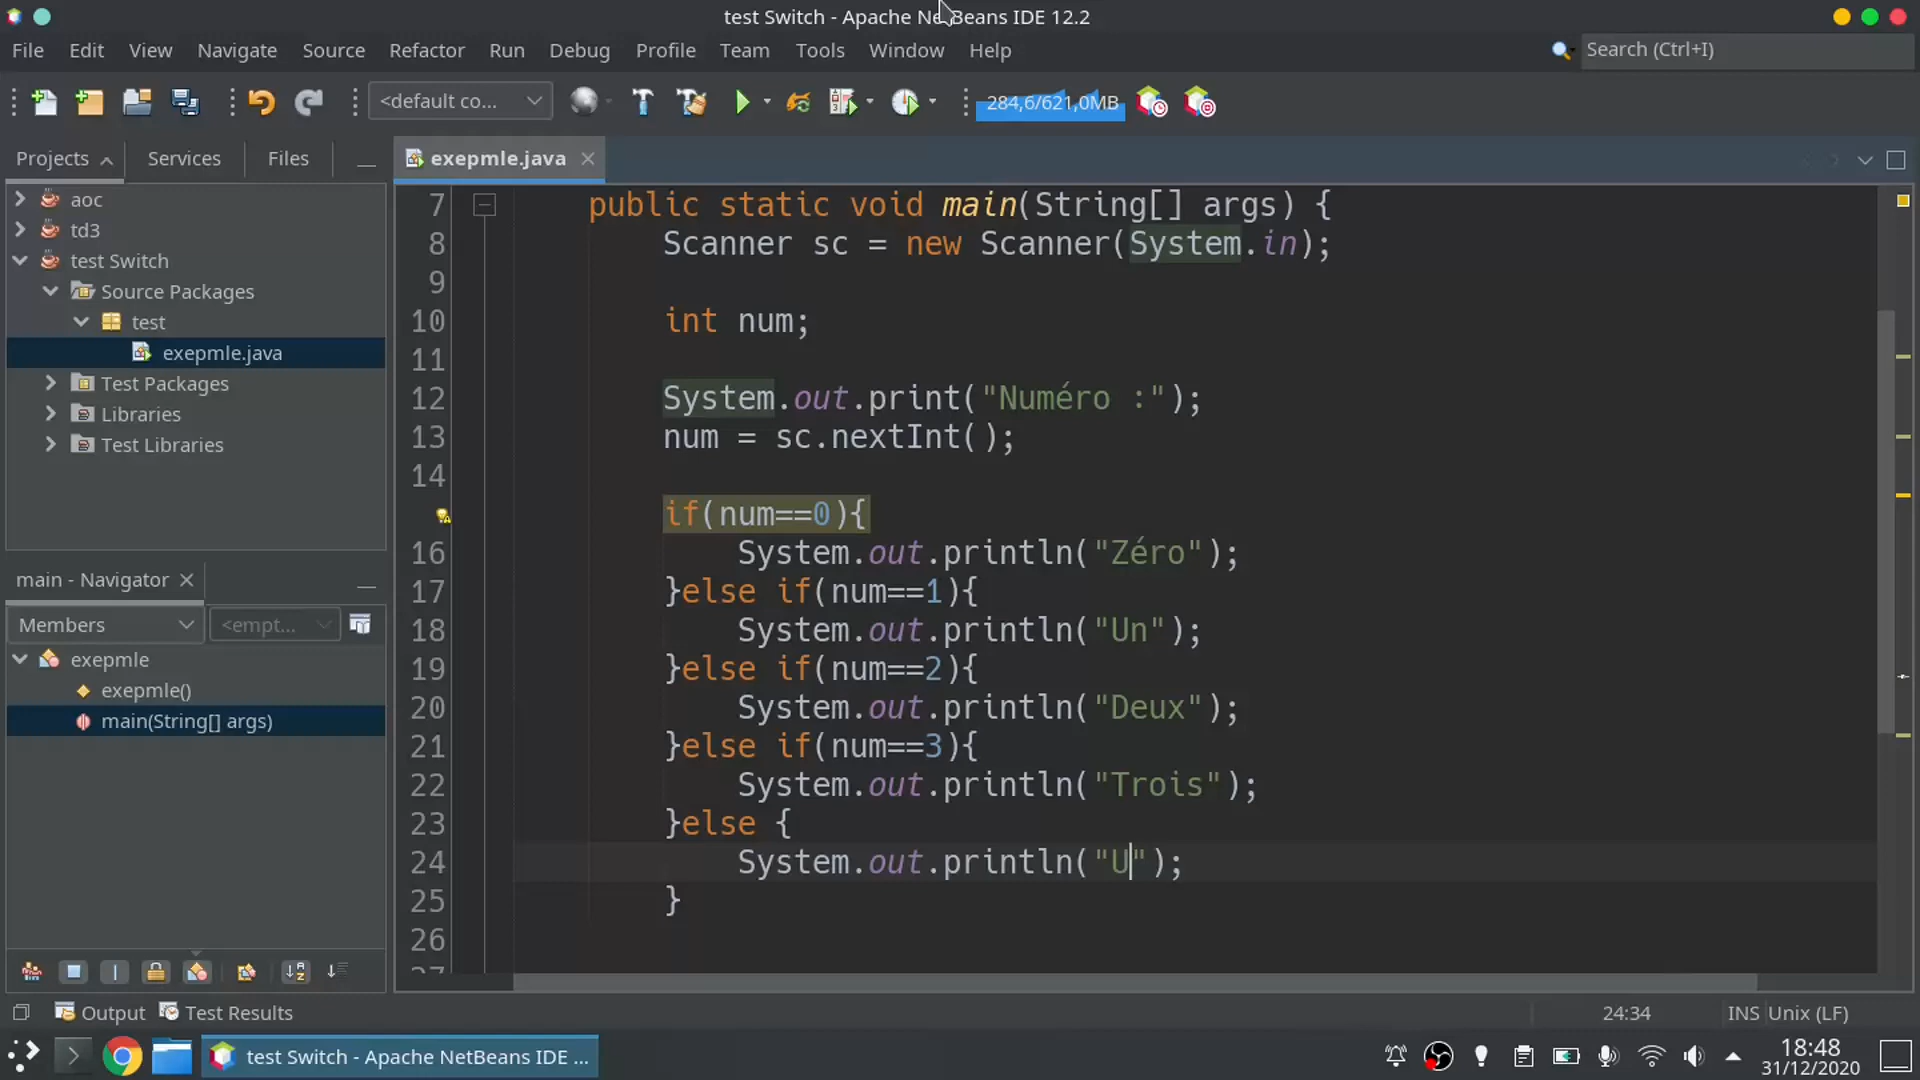 test Switch - Apache NetBeans IDE 12.2
File Edit View Navigate Source Refactor Run Debug Profile Team Tools Window Help
Search (Ctrl+I)
<default co...
284,6/621,0MB
Projects Services Files
exepmle.java
aoc
td3
test Switch
Source Packages
test
exepmle.java
Test Packages
Libraries
Test Libraries
main - Navigator
Members
<empt...
exepmle
exepmle()
main(String[] args)
7 public static void main(String[] args) {
8 Scanner sc = new Scanner(System.in);
9
10 int num;
11
12 System.out.print("Numéro :");
13 num = sc.nextInt();
14
if(num==0){
16 System.out.println("Zéro");
17 }else if(num==1){
18 System.out.println("Un");
19 }else if(num==2){
20 System.out.println("Deux");
21 }else if(num==3){
22 System.out.println("Trois");
23 }else {
24 System.out.println("U");
25 }
26
27
Output Test Results
24:34 INS Unix (LF)
test Switch - Apache NetBeans IDE ...
18:48
31/12/2020